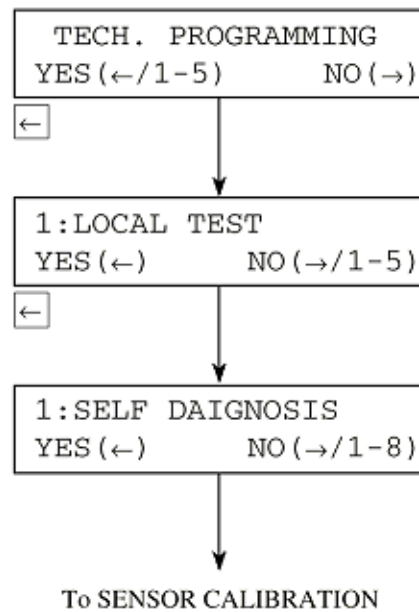 TECH. PROGRAMMING
YES(←/1-5) NO(→)
←
1:LOCAL TEST
YES(←) NO(→/1-5)
←
1:SELF DAIGNOSIS
YES(←) NO(→/1-8)
To SENSOR CALIBRATION